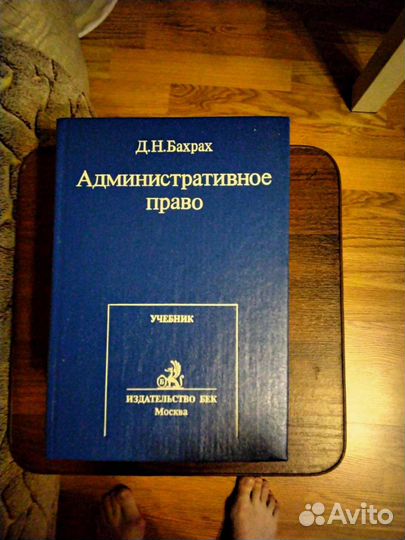 Д.Н.Бахрах
Административное
право
УЧЕБНИК
Б
ИЗДАТЕЛЬСТВО БЕК
Москва
Avito